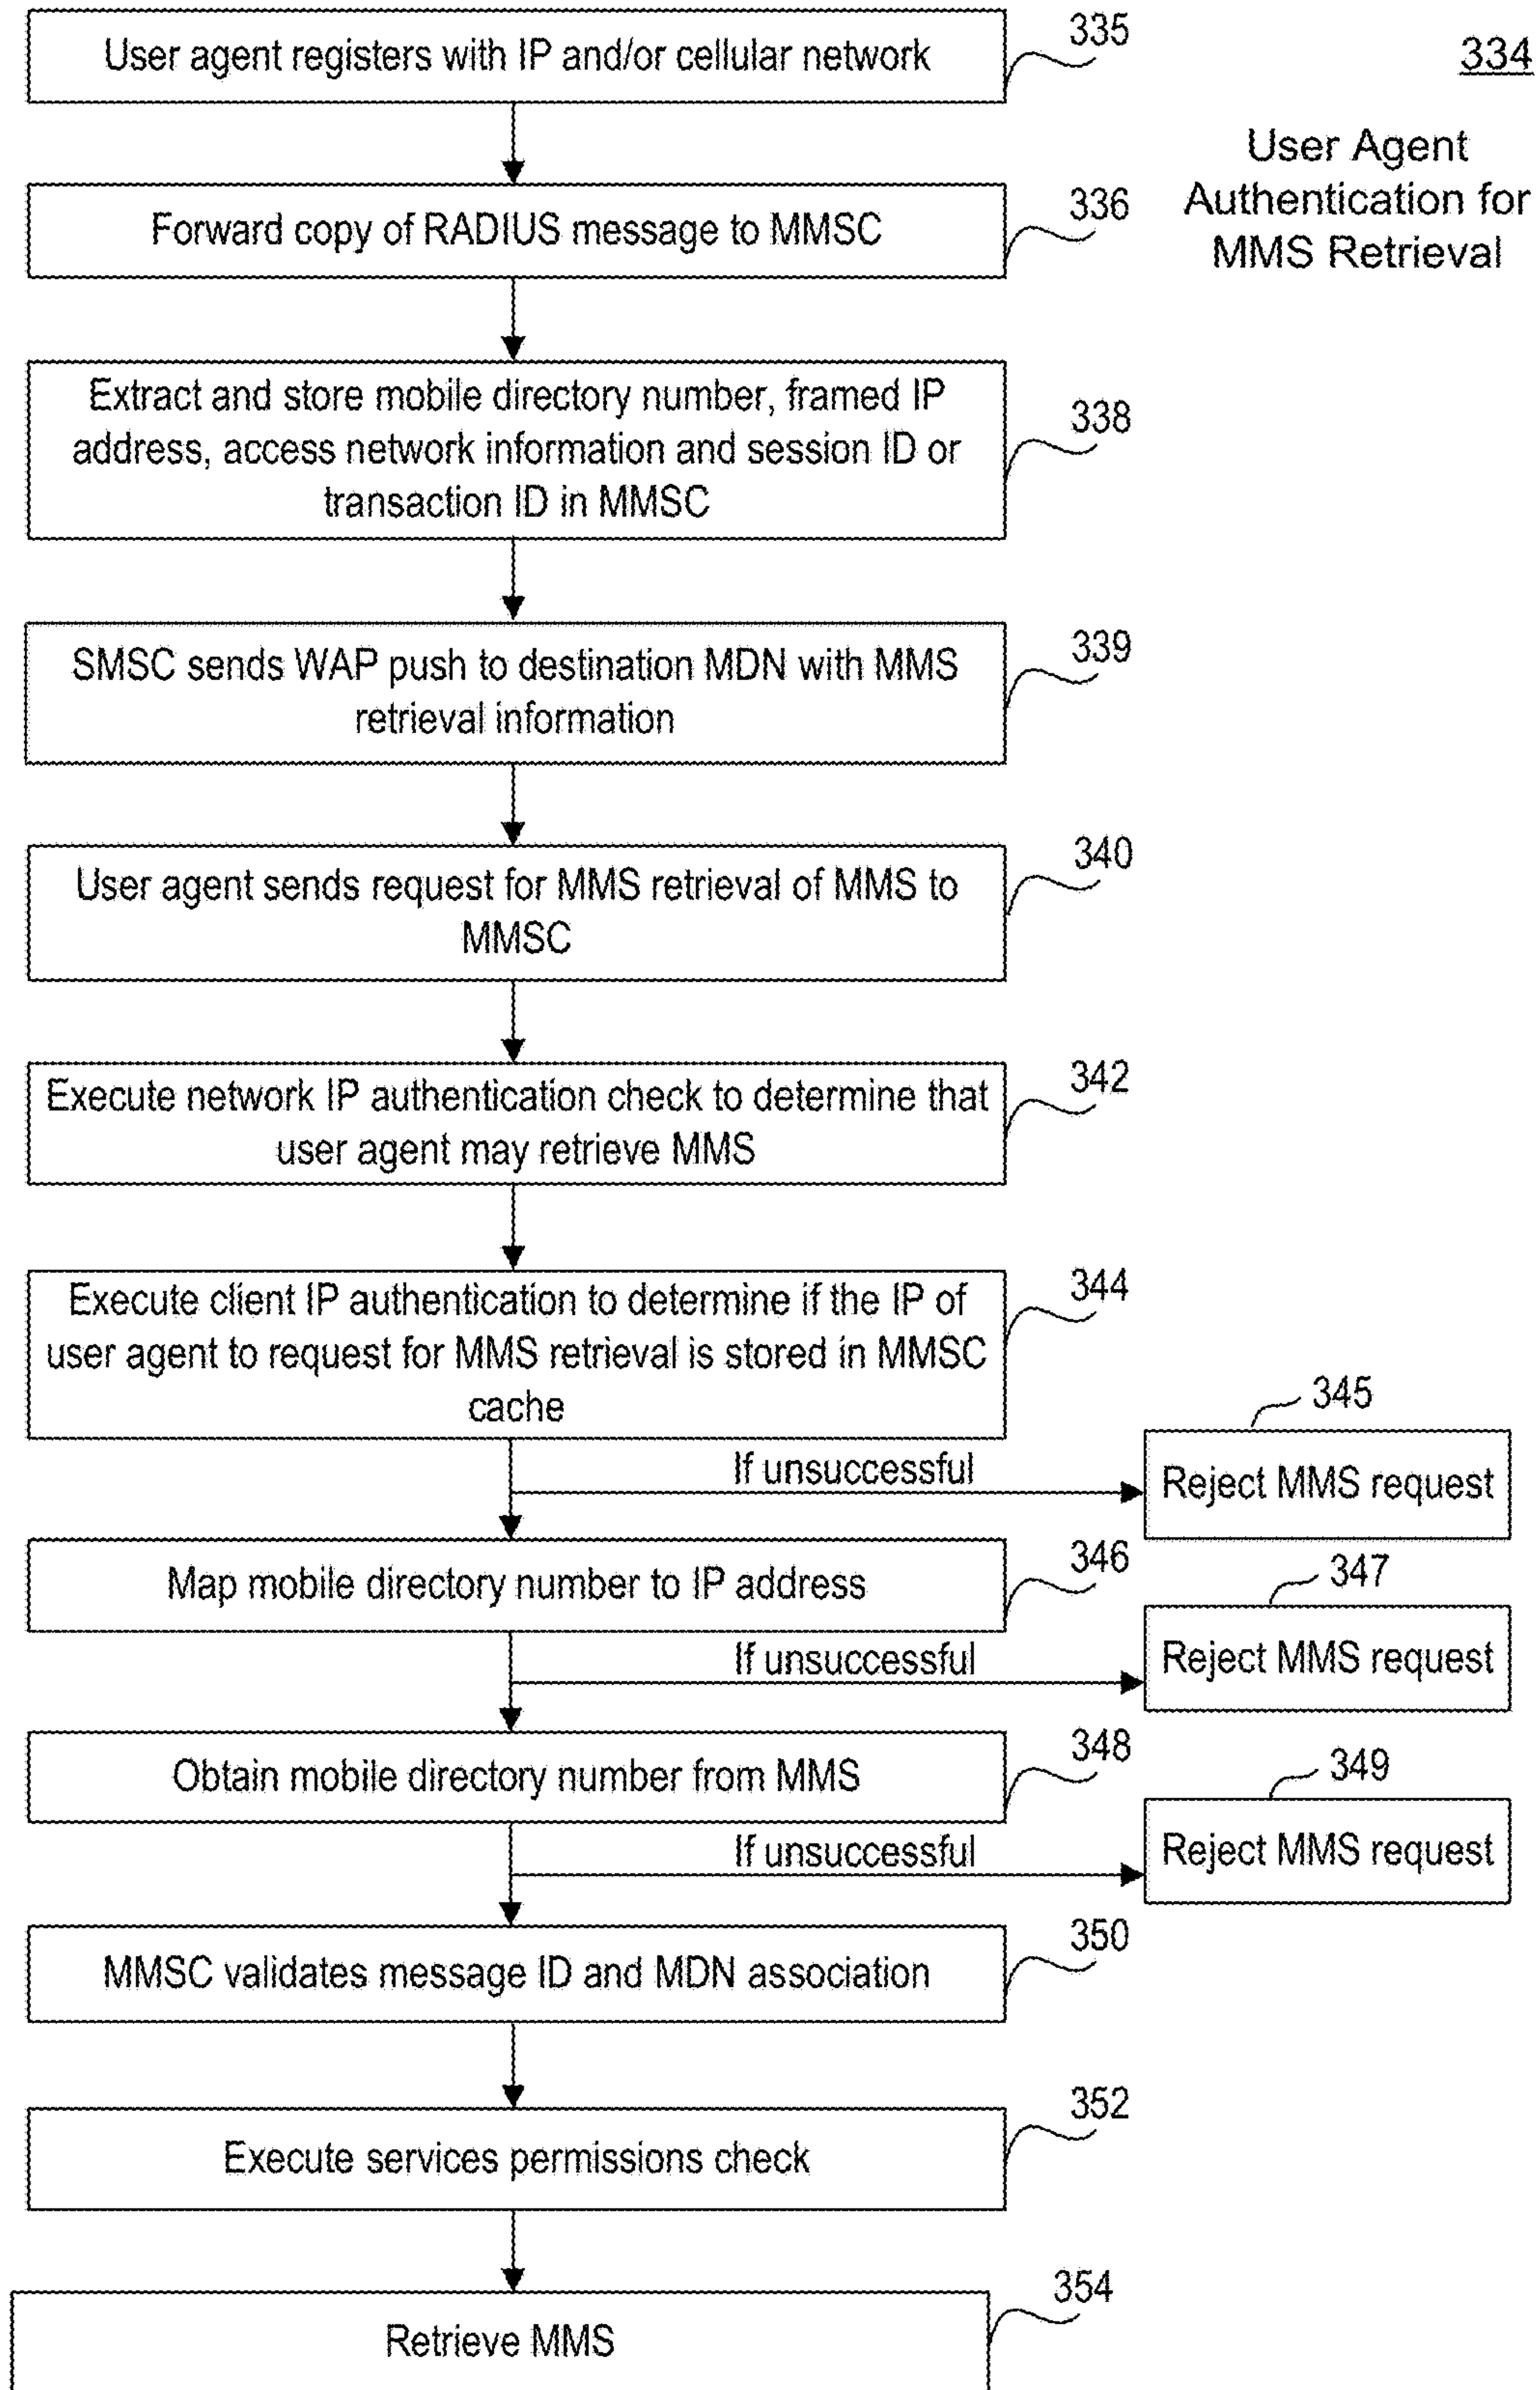 User agent registers with IP and/or cellular network
335
334
User Agent
Authentication for
MMS Retrieval
Forward copy of RADIUS message to MMSC
336
Extract and store mobile directory number, framed IP
address, access network information and session ID or
transaction ID in MMSC
338
SMSC sends WAP push to destination MDN with MMS
retrieval information
339
User agent sends request for MMS retrieval of MMS to
MMSC
340
Execute network IP authentication check to determine that
user agent may retrieve MMS
342
Execute client IP authentication to determine if the IP of
user agent to request for MMS retrieval is stored in MMSC
cache
344
If unsuccessful
345
Reject MMS request
Map mobile directory number to IP address
346
If unsuccessful
347
Reject MMS request
Obtain mobile directory number from MMS
348
If unsuccessful
349
Reject MMS request
MMSC validates message ID and MDN association
350
Execute services permissions check
352
Retrieve MMS
354